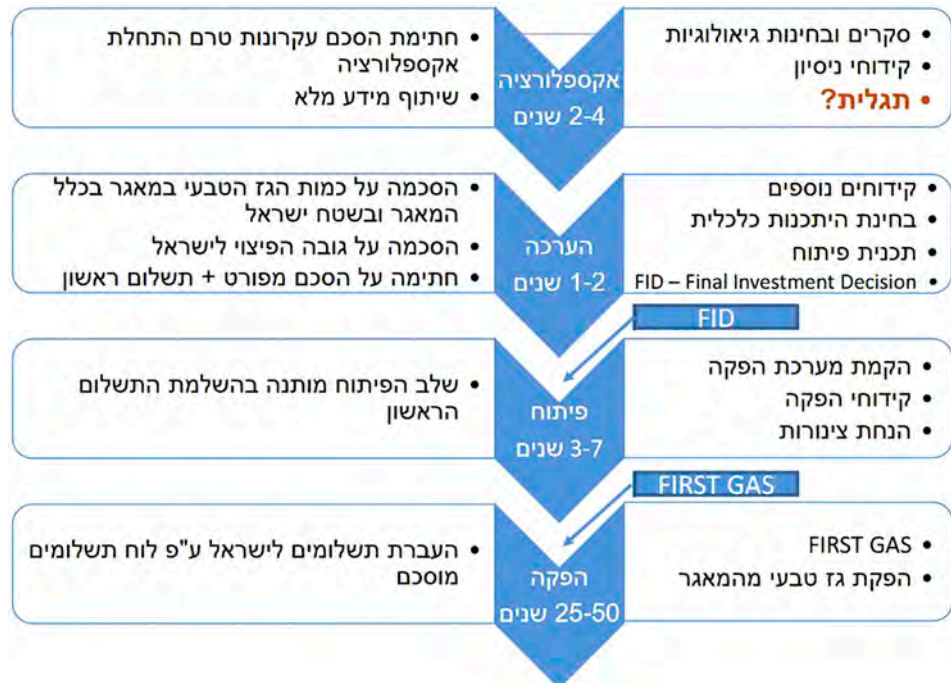 • סקרים ובחינות גיאולוגיות
• קידוחי ניסיון
• תגלית?
אקספלורציה
2-4 שנים
• חתימת הסכם עקרונות טרם התחלת
אקספלורציה
• שיתוף מידע מלא
• קידוחים נוספים
• בחינת היתכנות כלכלית
• תכנית פיתוח
• FID – Final Investment Decision
הערכה
1-2 שנים
• הסכמה על כמות הגז הטבעי במאגר בכלל
המאגר ובשטח ישראל
• הסכמה על גובה הפיצוי לישראל
• חתימה על הסכם מפורט + תשלום ראשון
FID
• הקמת מערכת הפקה
• קידוחי הפקה
• הנחת צינורות
פיתוח
3-7 שנים
• שלב הפיתוח מותנה בהשלמת התשלום
הראשון
FIRST GAS
• FIRST GAS
• הפקת גז טבעי מהמאגר
הפקה
25-50 שנים
• העברת תשלומים לישראל ע"פ לוח תשלומים
מוסכם